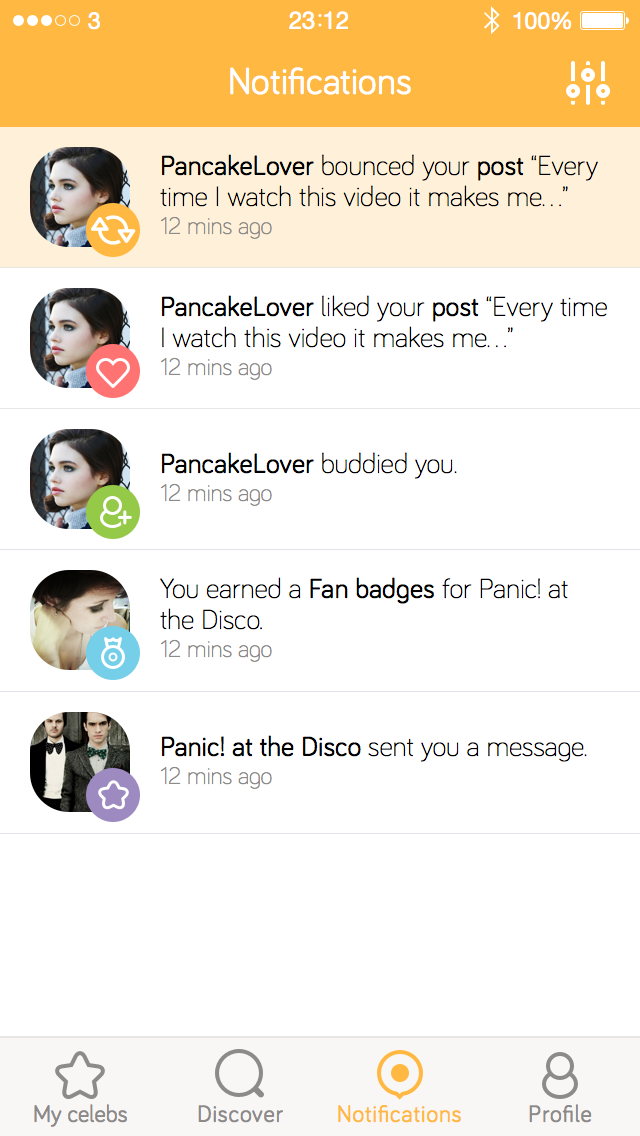 3 23:12 100%
Notifications
PancakeLover bounced your post “Every
time I watch this video it makes me…”
12 mins ago
PancakeLover liked your post “Every time
I watch this video it makes me…”
12 mins ago
PancakeLover buddied you.
12 mins ago
You earned a Fan badges for Panic! at
the Disco.
12 mins ago
Panic! at the Disco sent you a message.
12 mins ago
My celebs Discover Notifications Profile